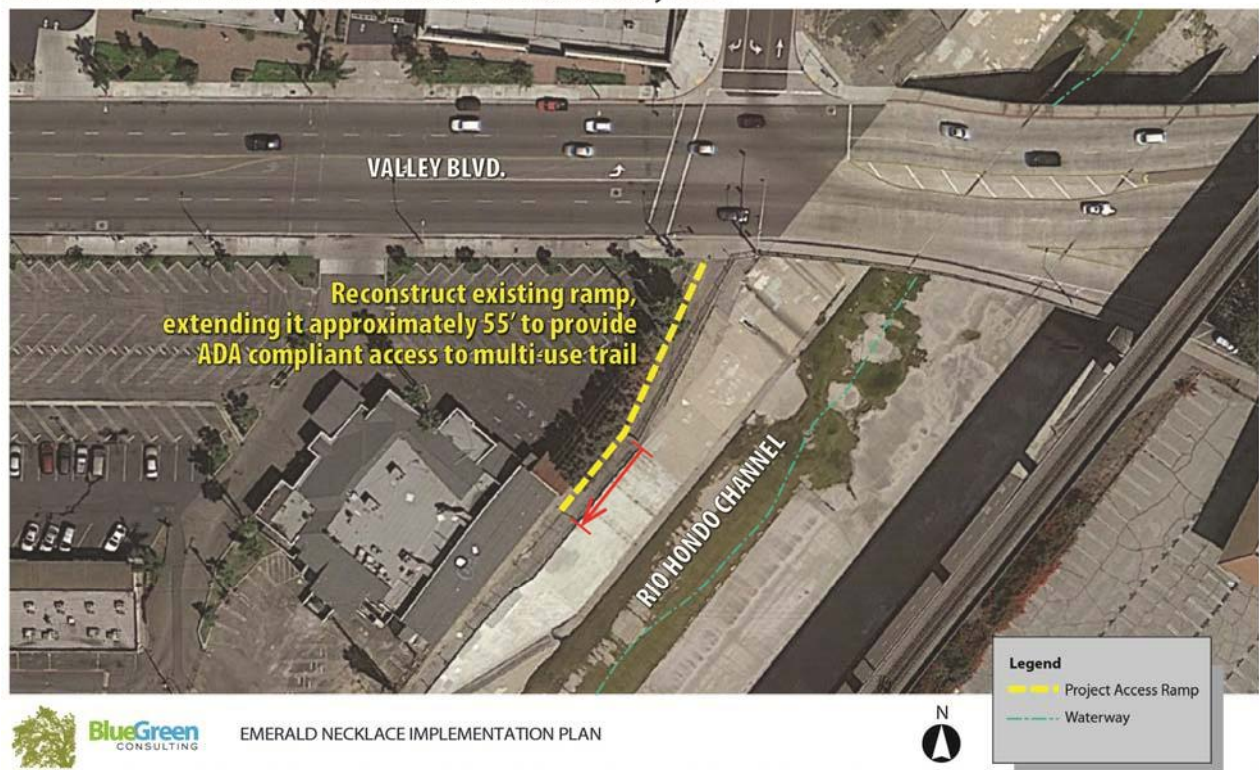 VALLEY BLVD.
Reconstruct existing ramp,
extending it approximately 55’ to provide
ADA compliant access to multi-use trail
RIO HONDO CHANNEL
Legend
Project Access Ramp
Waterway
BlueGreen
CONSULTING
EMERALD NECKLACE IMPLEMENTATION PLAN
N